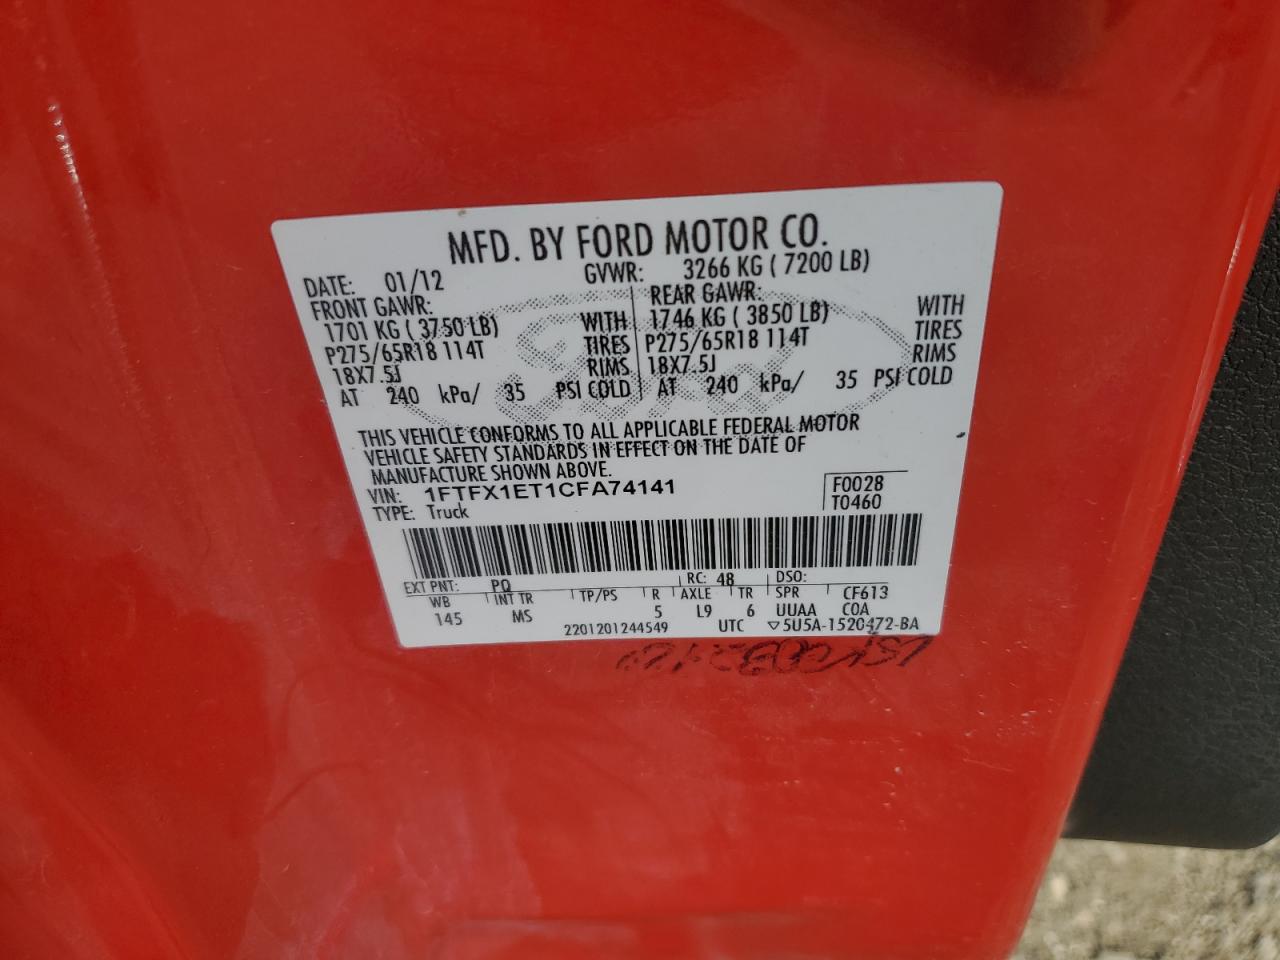 MFD. BY FORD MOTOR CO.
DATE: 01/12 GVWR: 3266 KG ( 7200 LB)
FRONT GAWR: REAR GAWR:
1701 KG ( 3750 LB) WITH 1746 KG ( 3850 LB) WITH
P275/65R18 114T TIRES P275/65R18 114T TIRES
18X7.5J RIMS 18X7.5J RIMS
AT 240 kPa/ 35 PSI COLD AT 240 kPa/ 35 PSI COLD
THIS VEHICLE CONFORMS TO ALL APPLICABLE FEDERAL MOTOR
VEHICLE SAFETY STANDARDS IN EFFECT ON THE DATE OF
MANUFACTURE SHOWN ABOVE.
VIN: 1FTFX1ET1CFA74141 F0028
TYPE: Truck T0460
EXT PNT: PQ RC: 48 DSO:
WB INT TR TP/PS R AXLE TR SPR CF613
145 MS 5 L9 6 UUAA COA
2201201244549 UTC ▽5U5A-1520472-BA